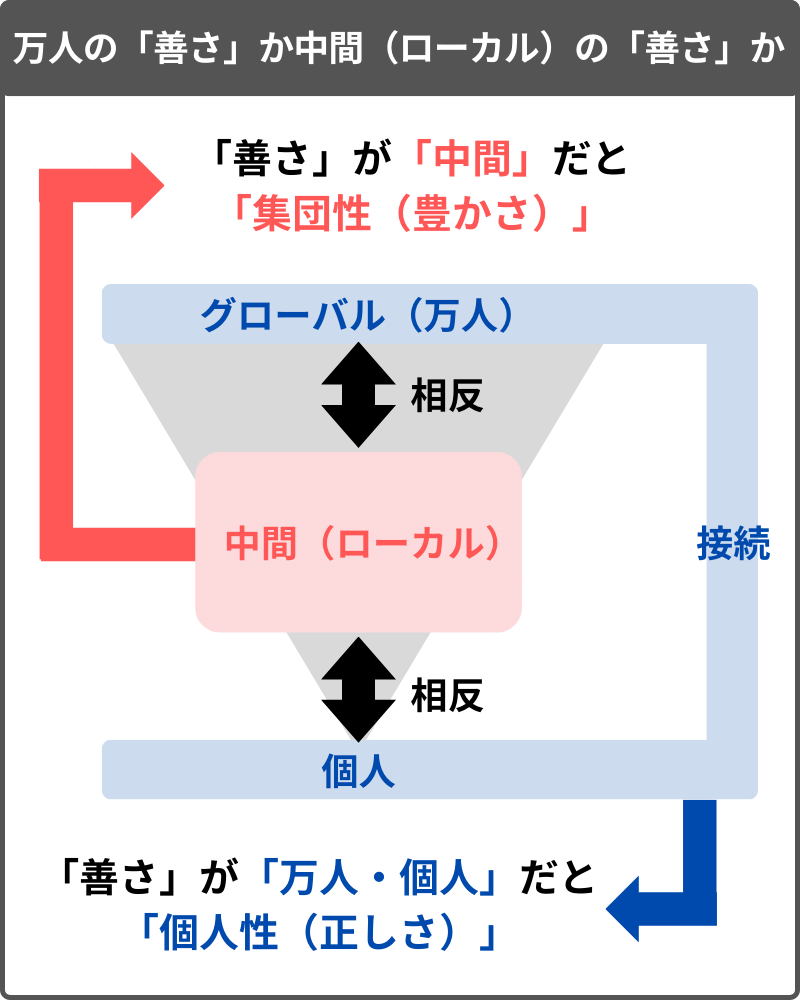 万人の「善さ」か中間（ローカル）の「善さ」か
「善さ」が「中間」だと
「集団性（豊かさ）」
グローバル（万人）
相反
中間（ローカル）
接続
相反
個人
「善さ」が「万人・個人」だと
「個人性（正しさ）」